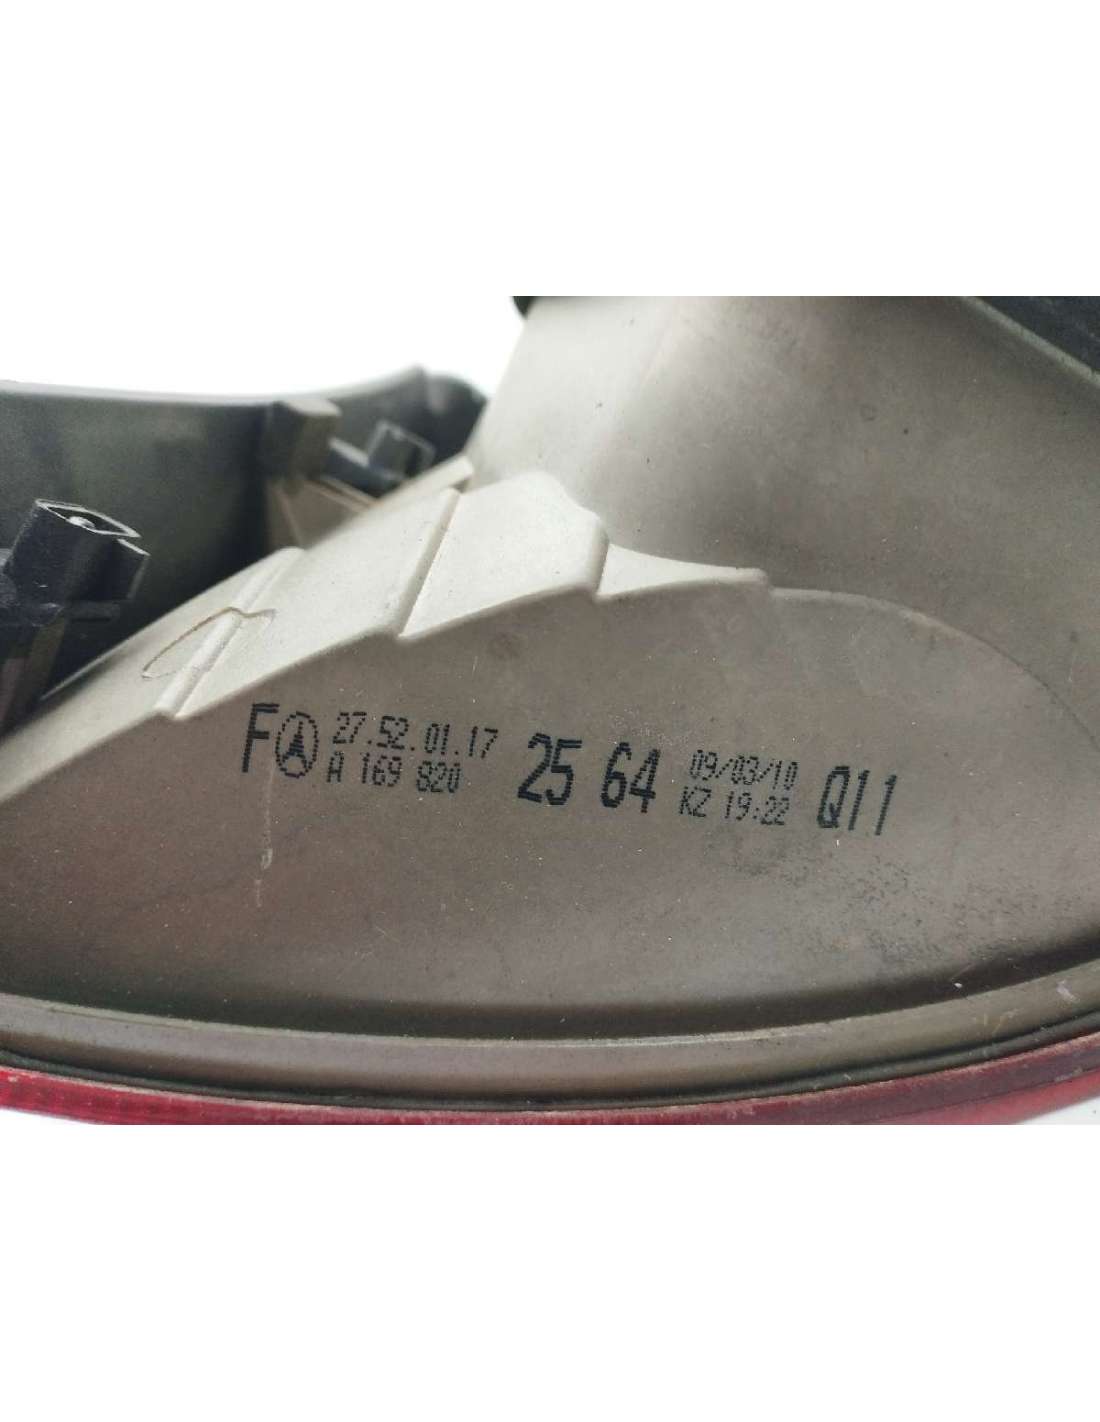 F 27.52.01.17 25 64 09/03/10 Q11
A 169 820 KZ 19:22